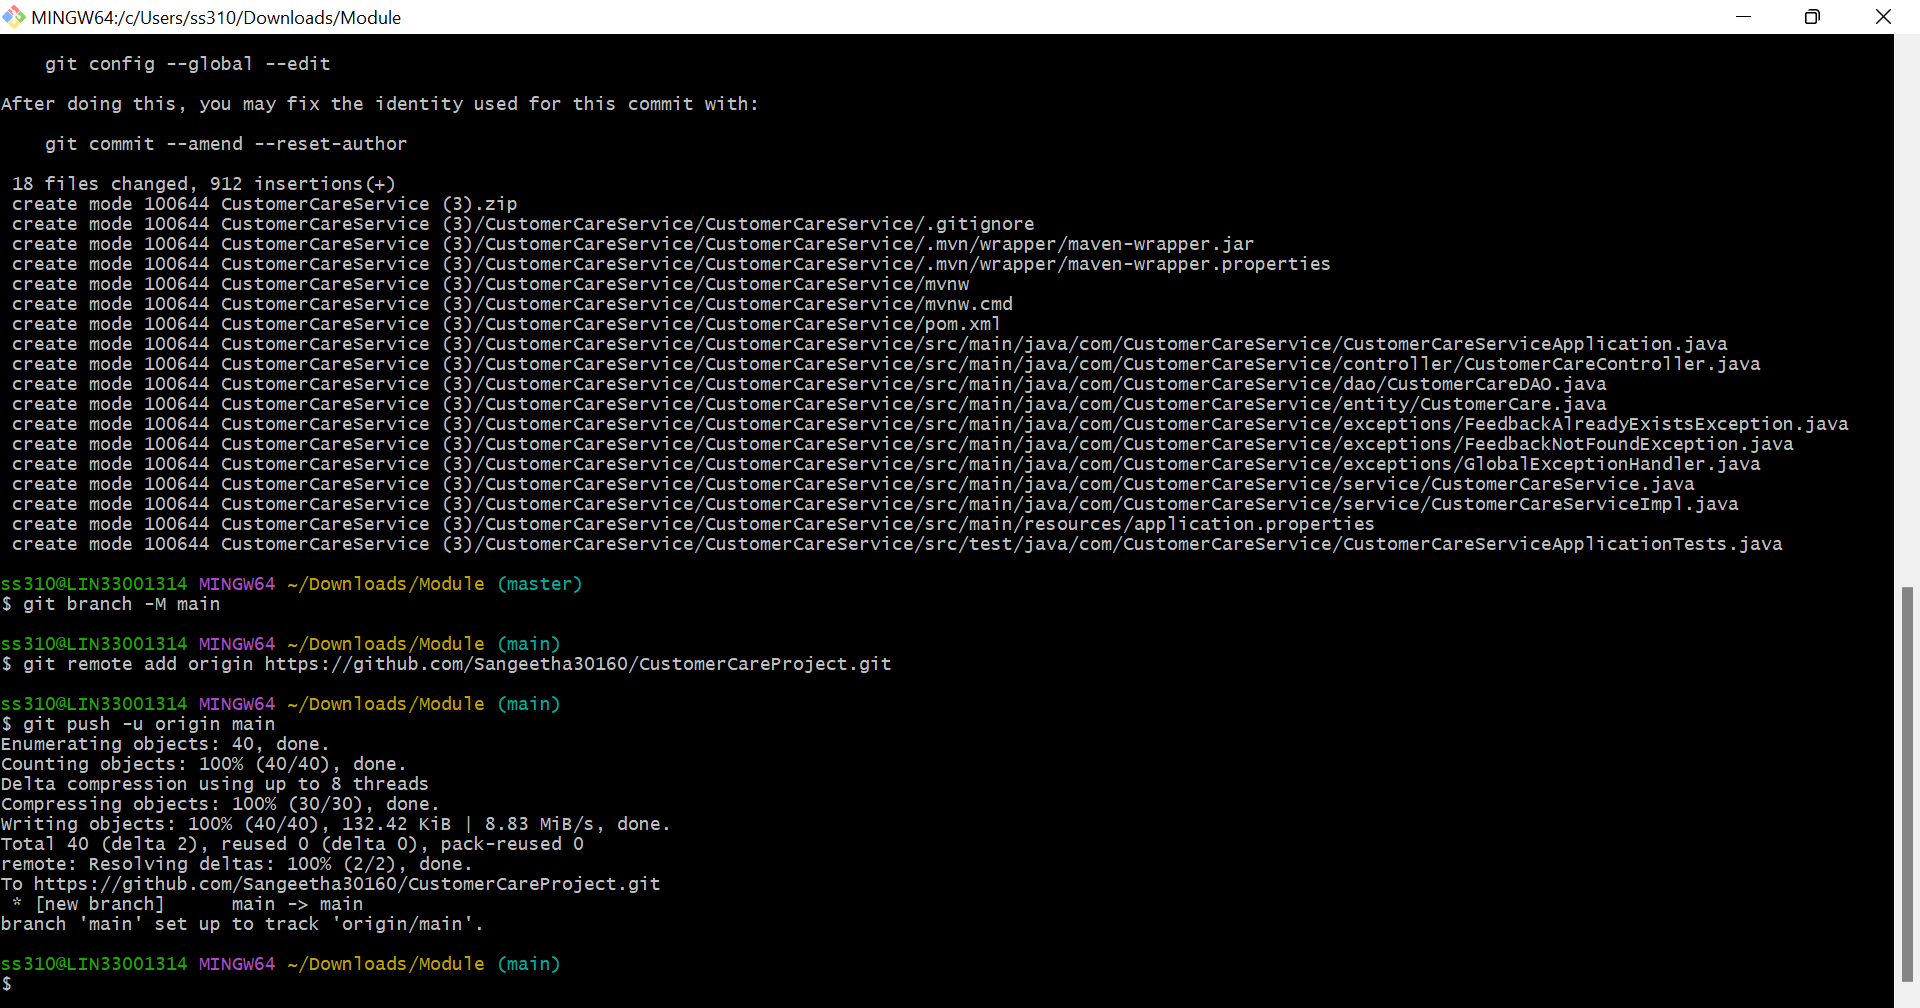 MINGW64:/c/Users/ss310/Downloads/Module
git config --global --edit
After doing this, you may fix the identity used for this commit with:
git commit --amend --reset-author
18 files changed, 912 insertions(+)
create mode 100644 CustomerCareService (3).zip
create mode 100644 CustomerCareService (3)/CustomerCareService/CustomerCareService/.gitignore
create mode 100644 CustomerCareService (3)/CustomerCareService/CustomerCareService/.mvn/wrapper/maven-wrapper.jar
create mode 100644 CustomerCareService (3)/CustomerCareService/CustomerCareService/.mvn/wrapper/maven-wrapper.properties
create mode 100644 CustomerCareService (3)/CustomerCareService/CustomerCareService/mvnw
create mode 100644 CustomerCareService (3)/CustomerCareService/CustomerCareService/mvnw.cmd
create mode 100644 CustomerCareService (3)/CustomerCareService/CustomerCareService/pom.xml
create mode 100644 CustomerCareService (3)/CustomerCareService/CustomerCareService/src/main/java/com/CustomerCareService/CustomerCareServiceApplication.java
create mode 100644 CustomerCareService (3)/CustomerCareService/CustomerCareService/src/main/java/com/CustomerCareService/controller/CustomerCareController.java
create mode 100644 CustomerCareService (3)/CustomerCareService/CustomerCareService/src/main/java/com/CustomerCareService/dao/CustomerCareDAO.java
create mode 100644 CustomerCareService (3)/CustomerCareService/CustomerCareService/src/main/java/com/CustomerCareService/entity/CustomerCare.java
create mode 100644 CustomerCareService (3)/CustomerCareService/CustomerCareService/src/main/java/com/CustomerCareService/exceptions/FeedbackAlreadyExistsException.java
create mode 100644 CustomerCareService (3)/CustomerCareService/CustomerCareService/src/main/java/com/CustomerCareService/exceptions/FeedbackNotFoundException.java
create mode 100644 CustomerCareService (3)/CustomerCareService/CustomerCareService/src/main/java/com/CustomerCareService/exceptions/GlobalExceptionHandler.java
create mode 100644 CustomerCareService (3)/CustomerCareService/CustomerCareService/src/main/java/com/CustomerCareService/service/CustomerCareService.java
create mode 100644 CustomerCareService (3)/CustomerCareService/CustomerCareService/src/main/java/com/CustomerCareService/service/CustomerCareServiceImpl.java
create mode 100644 CustomerCareService (3)/CustomerCareService/CustomerCareService/src/main/resources/application.properties
create mode 100644 CustomerCareService (3)/CustomerCareService/CustomerCareService/src/test/java/com/CustomerCareService/CustomerCareServiceApplicationTests.java
ss310@LIN33001314 MINGW64 ~/Downloads/Module (master)
$ git branch -M main
ss310@LIN33001314 MINGW64 ~/Downloads/Module (main)
$ git remote add origin https://github.com/Sangeetha30160/CustomerCareProject.git
ss310@LIN33001314 MINGW64 ~/Downloads/Module (main)
$ git push -u origin main
Enumerating objects: 40, done.
Counting objects: 100% (40/40), done.
Delta compression using up to 8 threads
Compressing objects: 100% (30/30), done.
Writing objects: 100% (40/40), 132.42 KiB | 8.83 MiB/s, done.
Total 40 (delta 2), reused 0 (delta 0), pack-reused 0
remote: Resolving deltas: 100% (2/2), done.
To https://github.com/Sangeetha30160/CustomerCareProject.git
* [new branch]      main -> main
branch 'main' set up to track 'origin/main'.
ss310@LIN33001314 MINGW64 ~/Downloads/Module (main)
$